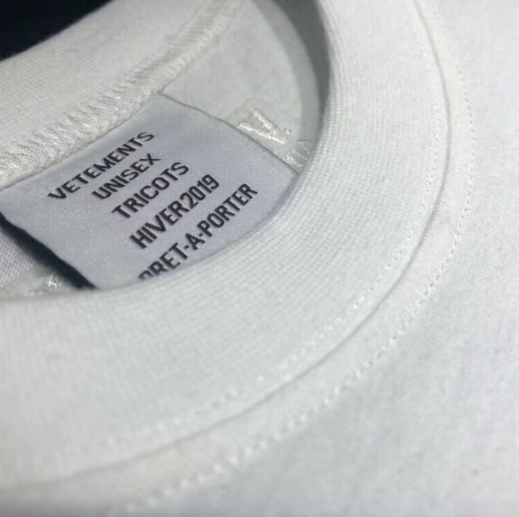 VETEMENTS
UNISEX
TRICOTS
HIVER2019
PRET-A-PORTER